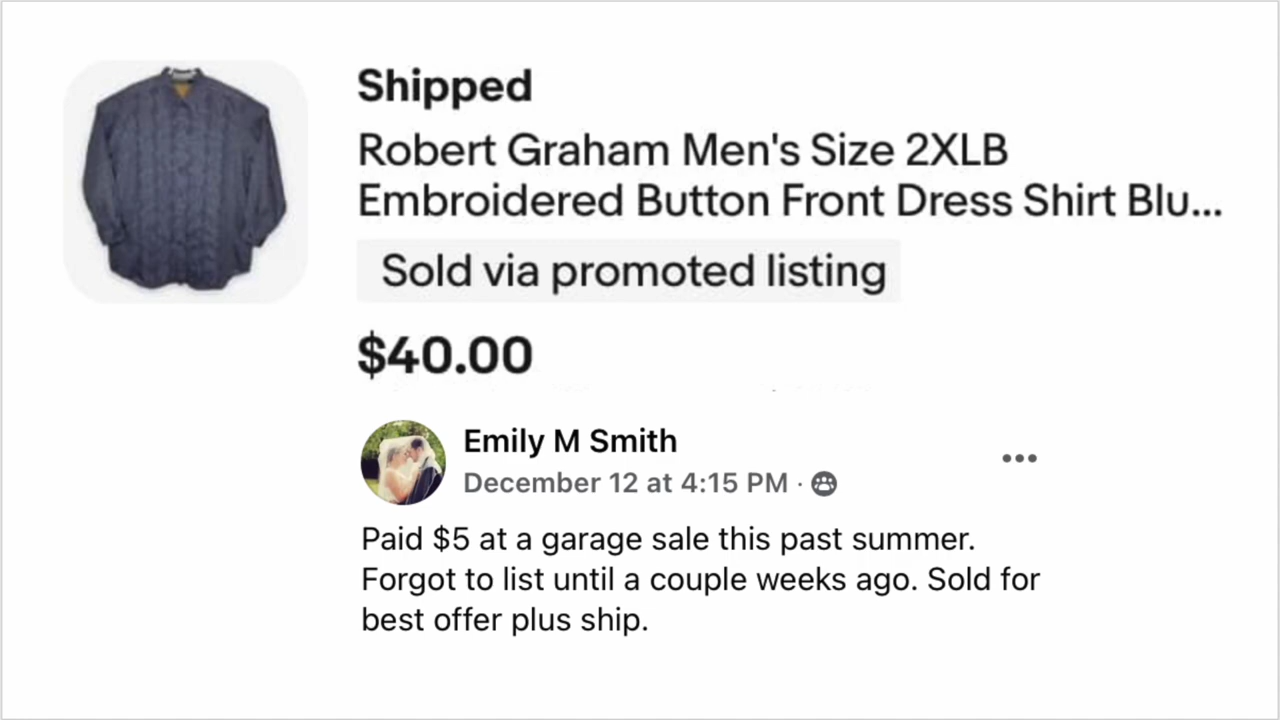 Shipped
Robert Graham Men's Size 2XLB
Embroidered Button Front Dress Shirt Blu...
Sold via promoted listing
$40.00
Emily M Smith
December 12 at 4:15 PM ·
Paid $5 at a garage sale this past summer.
Forgot to list until a couple weeks ago. Sold for
best offer plus ship.